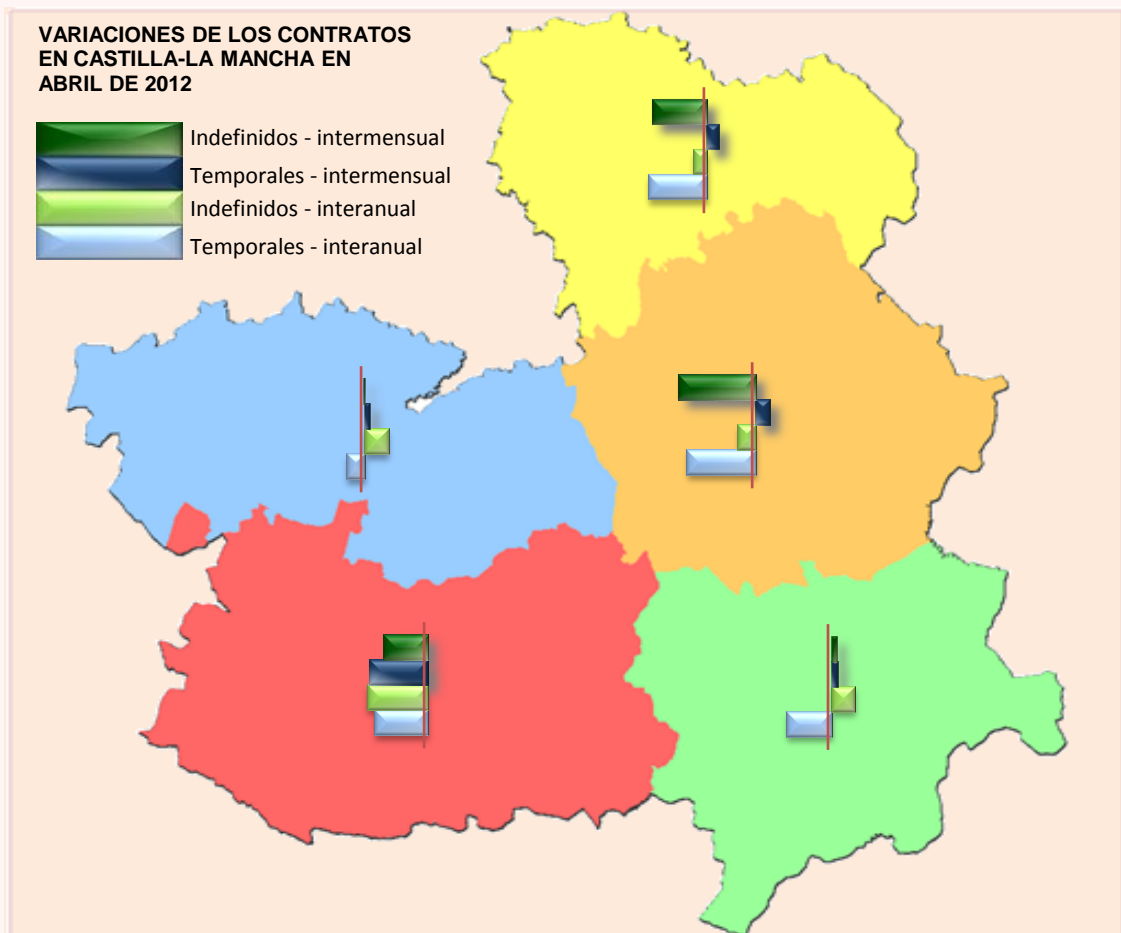 VARIACIONES DE LOS CONTRATOS
EN CASTILLA-LA MANCHA EN
ABRIL DE 2012
Indefinidos - intermensual
Temporales - intermensual
Indefinidos - interanual
Temporales - interanual